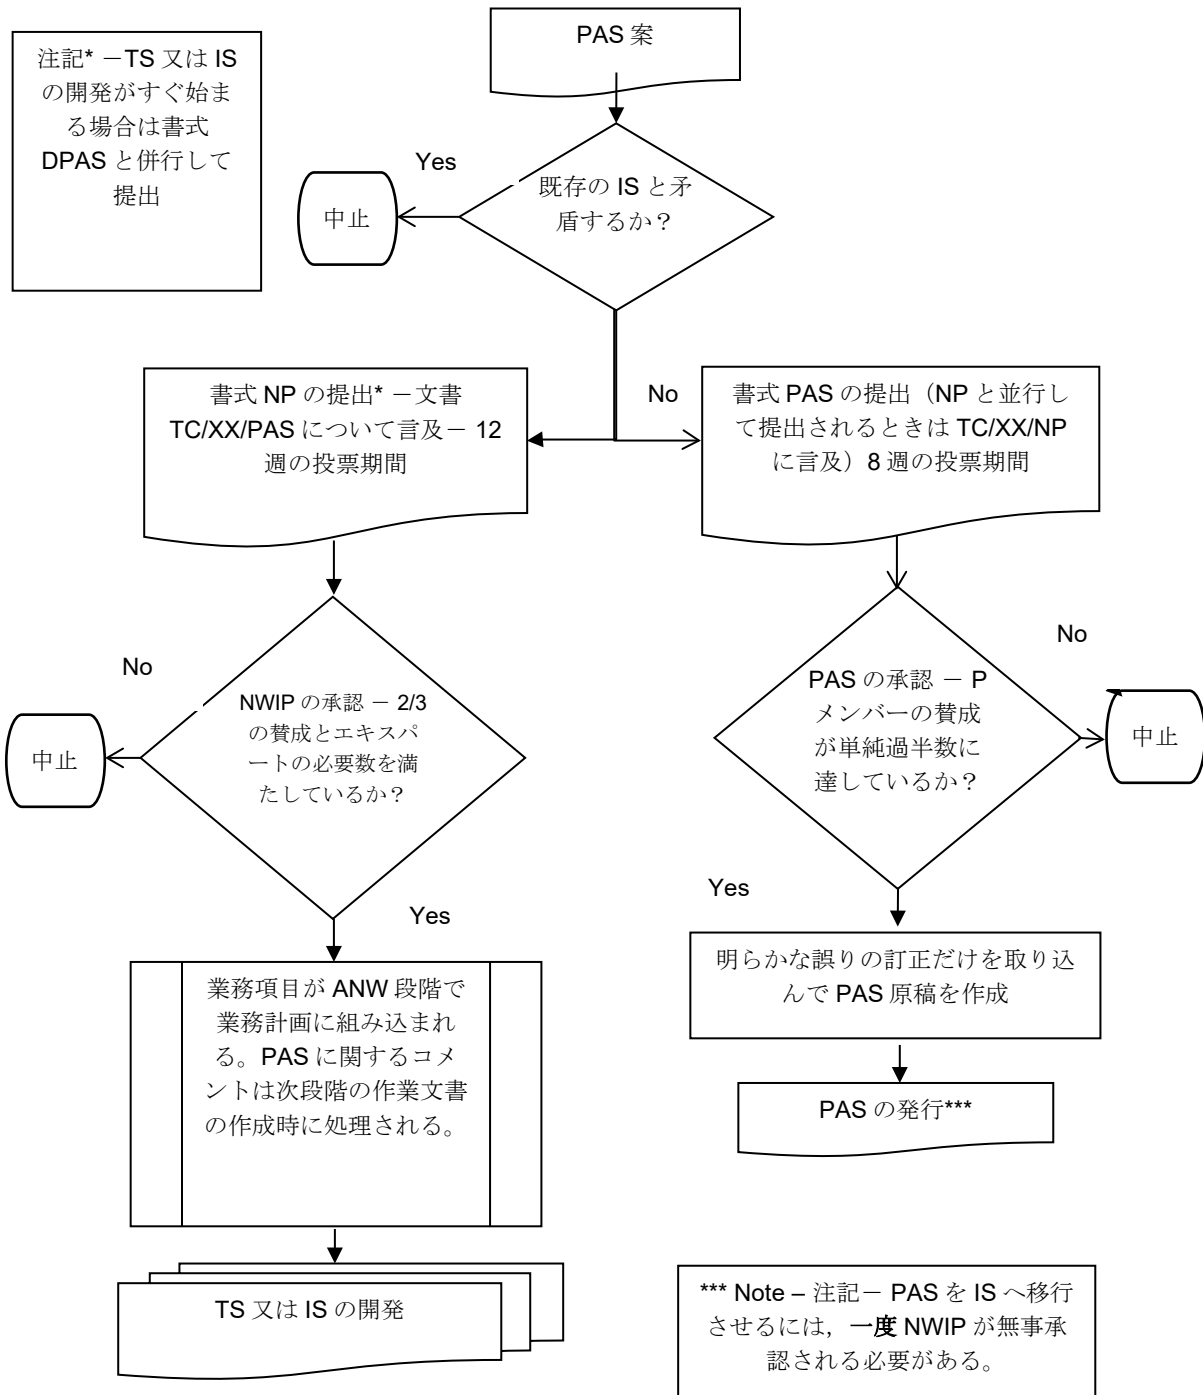 PAS 案
注記* －TS 又は IS
の開発がすぐ始ま
る場合は書式
DPAS と併行して
提出
Yes
既存の IS と矛
盾するか？
中止
書式 NP の提出* －文書
TC/XX/PAS について言及－ 12
週の投票期間
No
書式 PAS の提出（NP と並行し
て提出されるときは TC/XX/NP
に言及）8 週の投票期間
No
NWIP の承認 － 2/3
の賛成とエキスパ
ートの必要数を満
たしているか？
中止
Yes
No
PAS の承認 － P
メンバーの賛成
が単純過半数に
達しているか？
中止
Yes
業務項目が ANW 段階で
業務計画に組み込まれ
る。PAS に関するコメ
ントは次段階の作業文書
の作成時に処理される。
明らかな誤りの訂正だけを取り込
んで PAS 原稿を作成
PAS の発行***
TS 又は IS の開発
*** Note – 注記－ PAS を IS へ移行
させるには，一度 NWIP が無事承
認される必要がある。